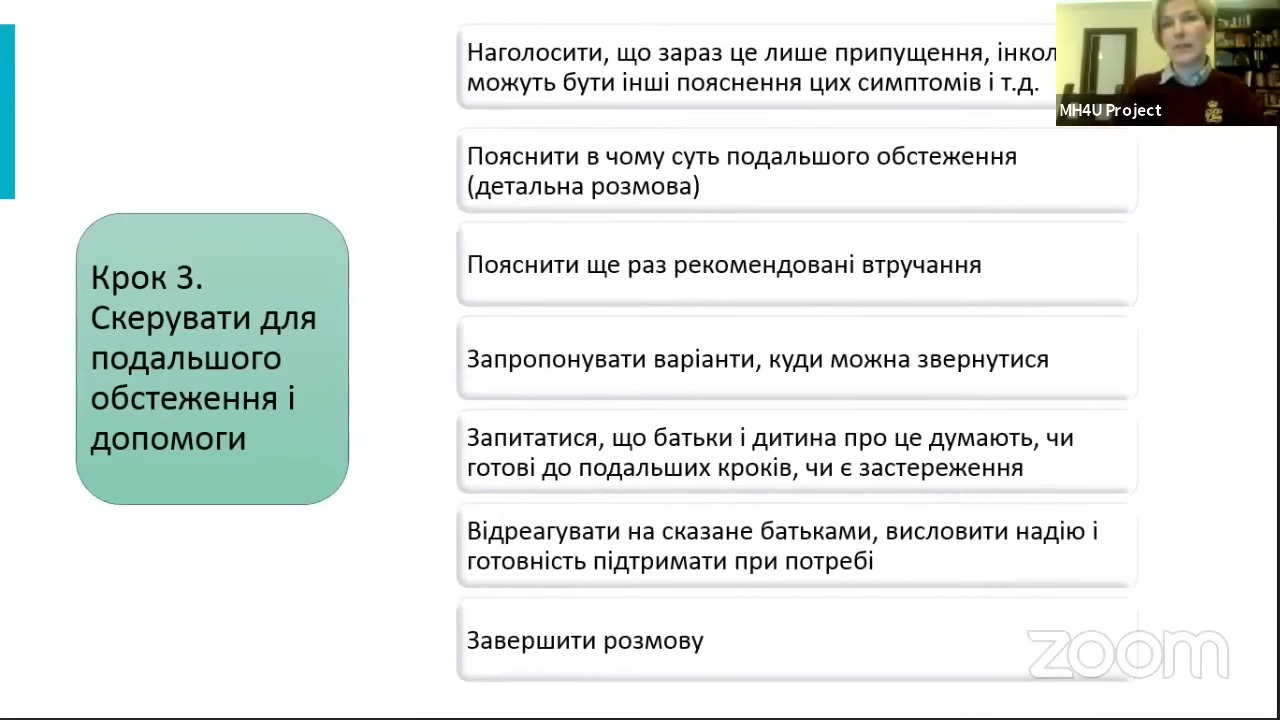 Крок 3.
Скерувати для
подальшого
обстеження і
допомоги
Наголосити, що зараз це лише припущення,
можуть бути інші пояснення цих симптомів і т.д.
Пояснити в чому суть подальшого обстеження
(детальна розмова)
Пояснити ще раз рекомендовані втручання
Запропонувати варіанти, куди можна звернутися
Запитатися, що батьки і дитина про це думають, чи
готові до подальших кроків, чи є застереження
Відреагувати на сказане батьками, висловити надію і
готовність підтримати при потребі
Завершити розмову
MH4U Project
zoom